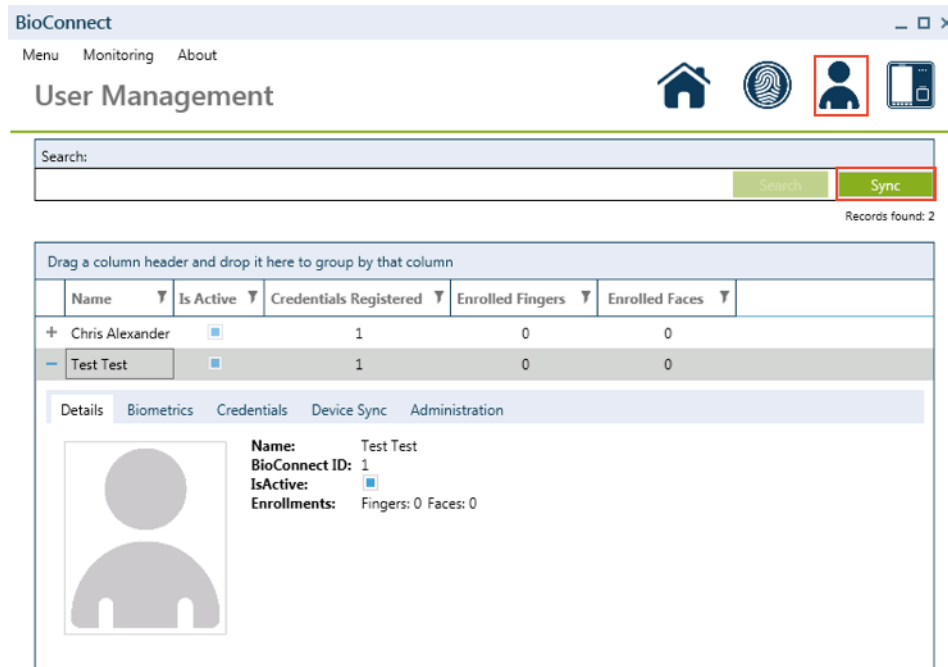 BioConnect
Menu Monitoring About
User Management
Search:
Search Sync
Records found: 2
Drag a column header and drop it here to group by that column
Name Is Active Credentials Registered Enrolled Fingers Enrolled Faces
+ Chris Alexander 1 0 0
− Test Test 1 0 0
Details Biometrics Credentials Device Sync Administration
Name: Test Test
BioConnect ID: 1
IsActive:
Enrollments: Fingers: 0 Faces: 0